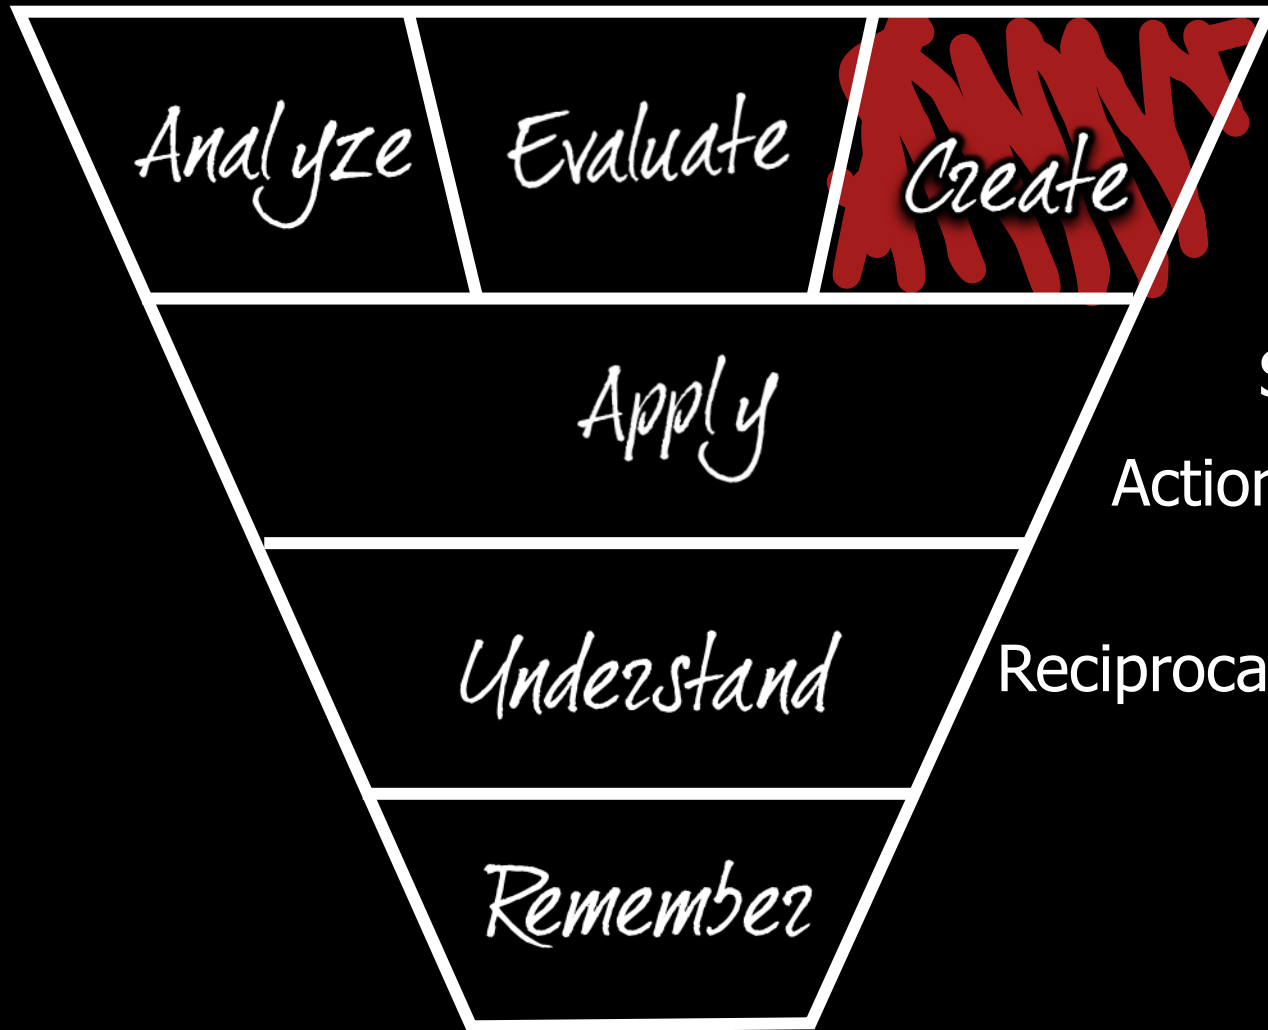 Analyze Evaluate Create
Apply
Action
Understand
Reciproca
Remember